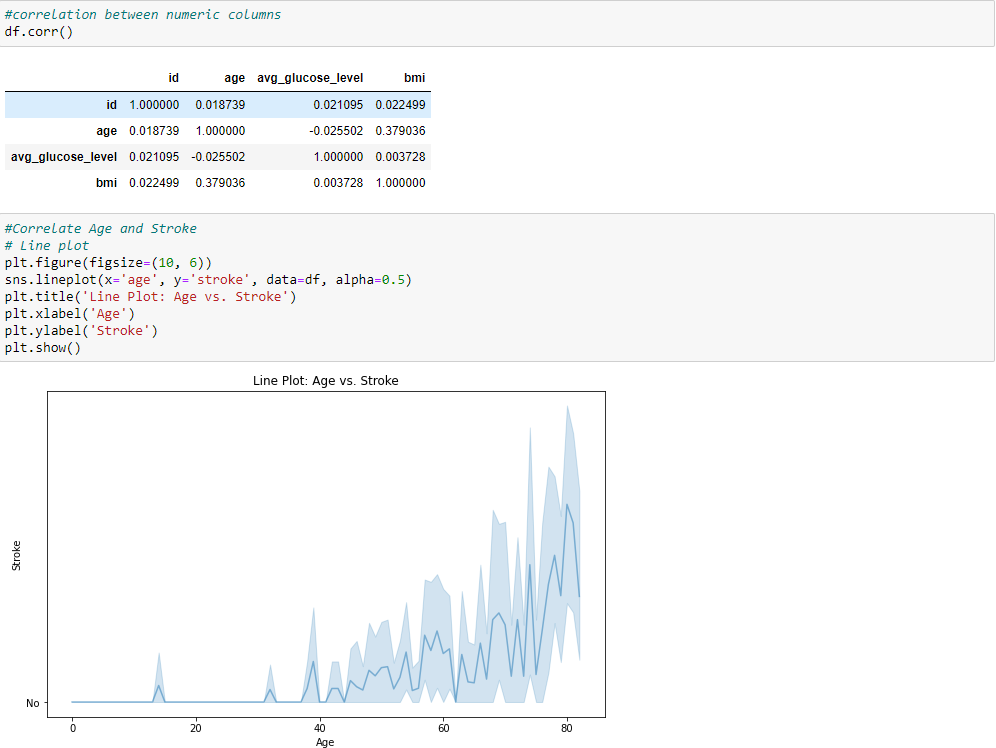 #correlation between numeric columns
df.corr()
id age avg_glucose_level bmi
id 1.000000 0.018739 0.021095 0.022499
age 0.018739 1.000000 -0.025502 0.379036
avg_glucose_level 0.021095 -0.025502 1.000000 0.003728
bmi 0.022499 0.379036 0.003728 1.000000
#Correlate Age and Stroke
# Line plot
plt.figure(figsize=(10, 6))
sns.lineplot(x='age', y='stroke', data=df, alpha=0.5)
plt.title('Line Plot: Age vs. Stroke')
plt.xlabel('Age')
plt.ylabel('Stroke')
plt.show()
Line Plot: Age vs. Stroke
Stroke
No
0 20 40 60 80
Age